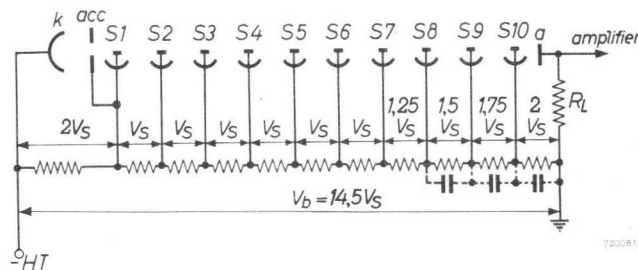 k acc S1 S2 S3 S4 S5 S6 S7 S8 S9 S10 a amplifier
1,25 1,5 1,75 2 RL
2VS VS VS VS VS VS VS VS VS VS VS
Vb=14,5VS
-HT
7Z0081